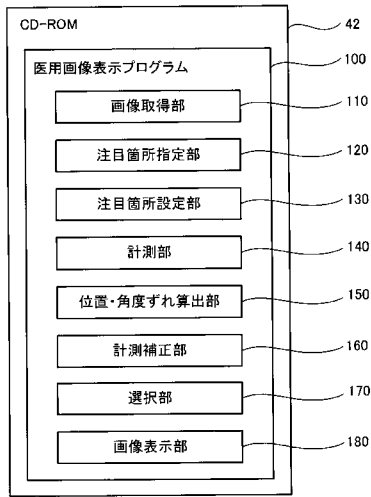 CD-ROM 42
医用画像表示プログラム 100
画像取得部 110
注目箇所指定部 120
注目箇所設定部 130
計測部 140
位置・角度ずれ算出部 150
計測補正部 160
選択部 170
画像表示部 180